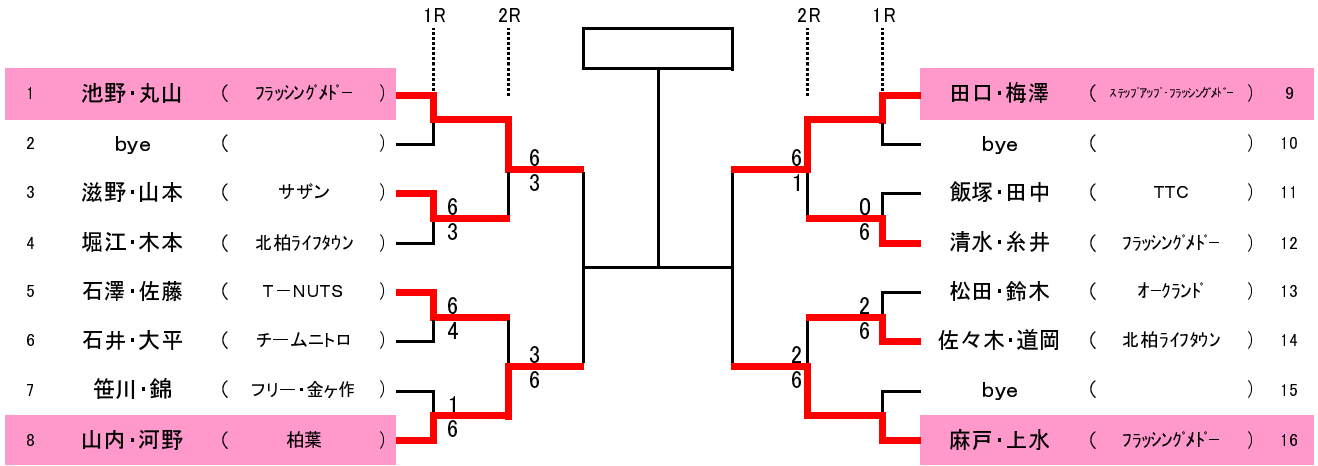 1R 2R 2R 1R
1 池野・丸山 ( フラッシングメドー ) 田口・梅澤 ( ステップアップ・フラッシングメドー ) 9
2 bye ( ) bye ( ) 10
6 6
3 1
3 滋野・山本 ( サザン ) 飯塚・田中 ( TTC ) 11
6 0
3 6
4 堀江・木本 ( 北柏ライフタウン ) 清水・糸井 ( フラッシングメドー ) 12
5 石澤・佐藤 ( T－NUTS ) 松田・鈴木 ( オークランド ) 13
6 2
4 6
6 石井・大平 ( チームニトロ ) 佐々木・道岡 ( 北柏ライフタウン ) 14
3 2
6 6
7 笹川・錦 ( フリー・金ヶ作 ) bye ( ) 15
1
6
8 山内・河野 ( 柏葉 ) 麻戸・上水 ( フラッシングメドー ) 16